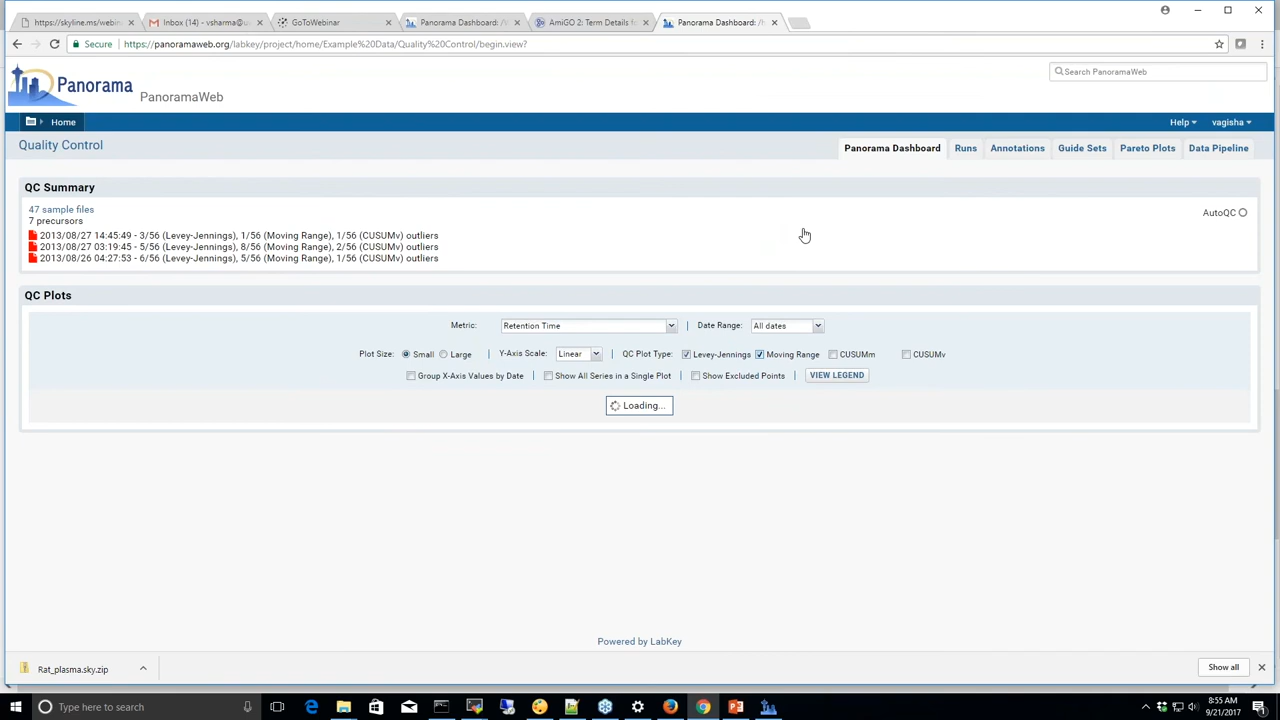 https://skyline.ms/webin
Inbox (14) - vsharma@u
GoToWebinar
Panorama Dashboard: /
AmiGO 2: Term Details fo
Panorama Dashboard: /h
Secure
https://panoramaweb.org/labkey/project/home/Example%20Data/Quality%20Control/begin.view?
Panorama
PanoramaWeb
Search PanoramaWeb
Home
Help
vagisha
Quality Control
Panorama Dashboard
Runs
Annotations
Guide Sets
Pareto Plots
Data Pipeline
QC Summary
47 sample files
AutoQC
7 precursors
2013/08/27 14:45:49 - 3/56 (Levey-Jennings), 1/56 (Moving Range), 1/56 (CUSUMv) outliers
2013/08/27 03:19:45 - 5/56 (Levey-Jennings), 8/56 (Moving Range), 2/56 (CUSUMv) outliers
2013/08/26 04:27:53 - 6/56 (Levey-Jennings), 5/56 (Moving Range), 1/56 (CUSUMv) outliers
QC Plots
Metric: Retention Time | Date Range: All dates
Plot Size: Small Large | Y-Axis Scale: Linear | QC Plot Type: Levey-Jennings Moving Range CUSUMm CUSUMv
Group X-Axis Values by Date | Show All Series in a Single Plot | Show Excluded Points | VIEW LEGEND
Loading...
Powered by LabKey
Rat_plasma.sky.zip
Show all
Type here to search
8:55 AM
9/21/2017